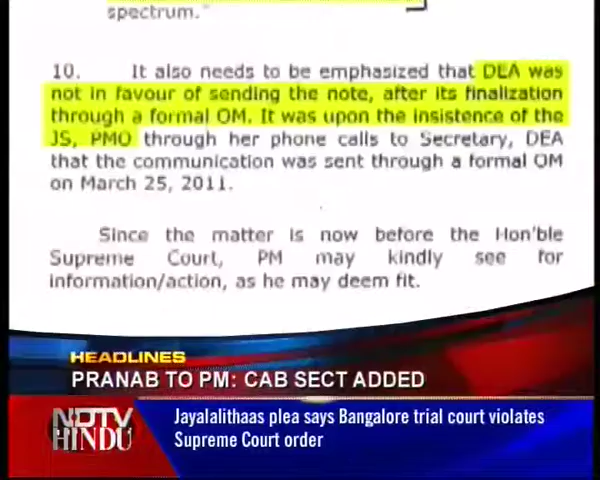 spectrum."
10. It also needs to be emphasized that DEA was
not in favour of sending the note, after its finalization
through a formal OM. It was upon the insistence of the
JS, PMO through her phone calls to Secretary, DEA
that the communication was sent through a formal OM
on March 25, 2011.
Since the matter is now before the Hon'ble
Supreme Court, PM may kindly see for
information/action, as he may deem fit.
HEADLINES
PRANAB TO PM: CAB SECT ADDED
NDTV
HINDU
Jayalalithaas plea says Bangalore trial court violates
Supreme Court order